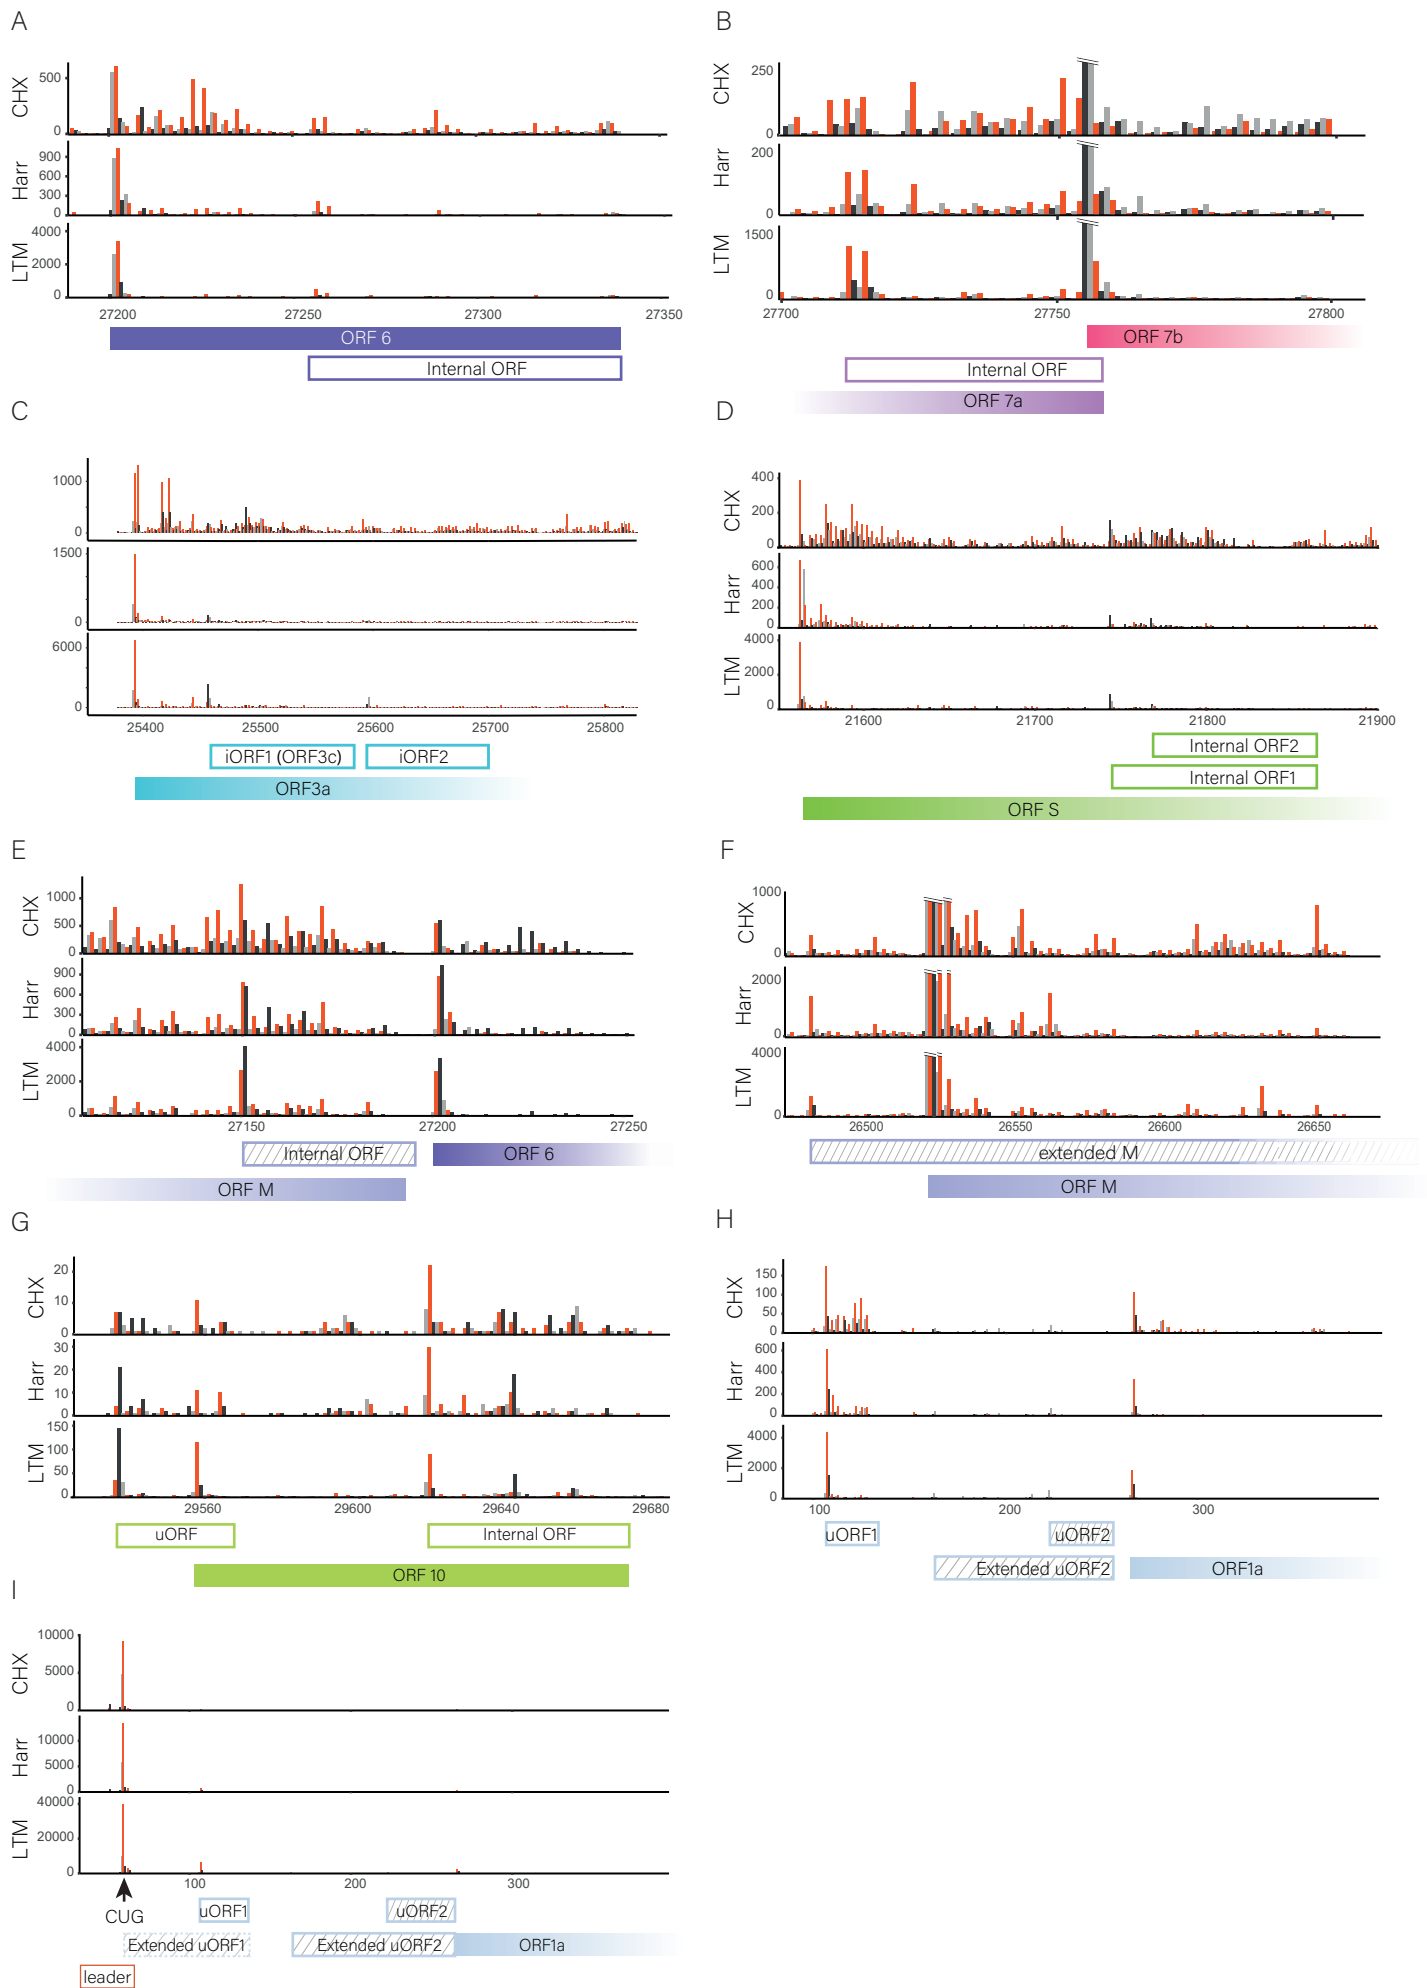 A
CHX
500
0
Harr
900
600
300
0
LTM
4000
2000
0
27200
27250
27300
27350
ORF 6
Internal ORF
B
CHX
250
0
Harr
200
0
LTM
1500
0
27700
27750
27800
ORF 7b
Internal ORF
ORF 7a
C
1000
0
1500
0
6000
0
25400
25500
25600
25700
25800
iORF1 (ORF3c)
iORF2
ORF3a
D
CHX
400
200
0
Harr
600
400
200
0
LTM
4000
2000
0
21600
21700
21800
21900
Internal ORF2
Internal ORF1
ORF S
E
CHX
1000
500
0
Harr
900
600
300
0
LTM
4000
2000
0
27150
27200
27250
Internal ORF
ORF 6
ORF M
F
CHX
1000
0
Harr
2000
0
LTM
4000
0
26500
26550
26600
26650
extended M
ORF M
G
CHX
20
10
0
Harr
30
20
10
0
LTM
150
100
50
0
29560
29600
29640
29680
uORF
Internal ORF
ORF 10
H
CHX
150
100
50
0
Harr
600
400
200
0
LTM
4000
2000
0
100
200
300
uORF1
uORF2
Extended uORF2
ORF1a
I
CHX
10000
5000
0
Harr
10000
5000
0
LTM
40000
20000
0
100
200
300
CUG
uORF1
uORF2
Extended uORF1
Extended uORF2
ORF1a
leader